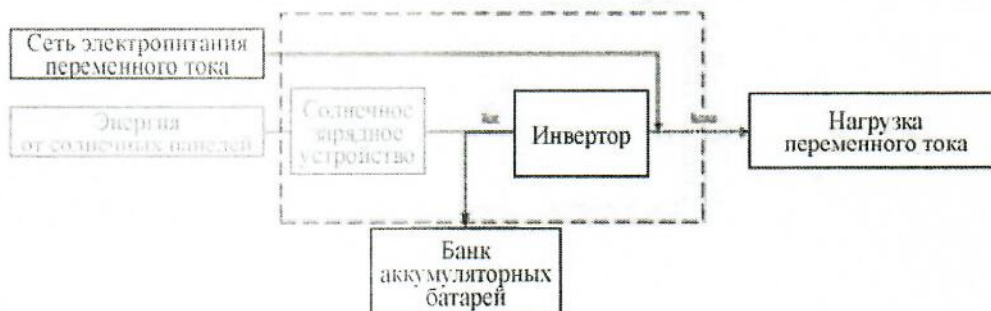 Сеть электропитания
переменного тока
Энергия
от солнечных панелей
Солнечное
зарядное
устройство
Инвертор
Нагрузка
переменного тока
Банк
аккумуляторных
батарей